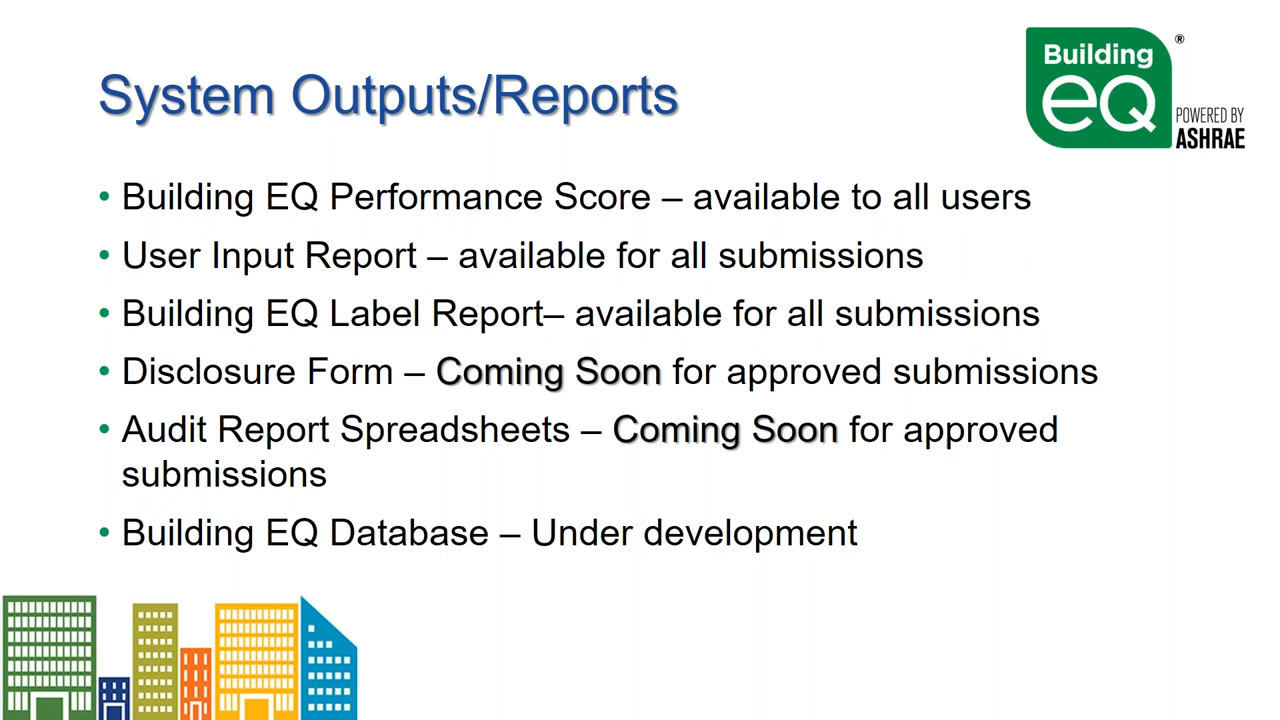 System Outputs/Reports
Building
eQ
®
POWERED BY
ASHRAE
• Building EQ Performance Score – available to all users
• User Input Report – available for all submissions
• Building EQ Label Report– available for all submissions
• Disclosure Form – Coming Soon for approved submissions
• Audit Report Spreadsheets – Coming Soon for approved
submissions
• Building EQ Database – Under development